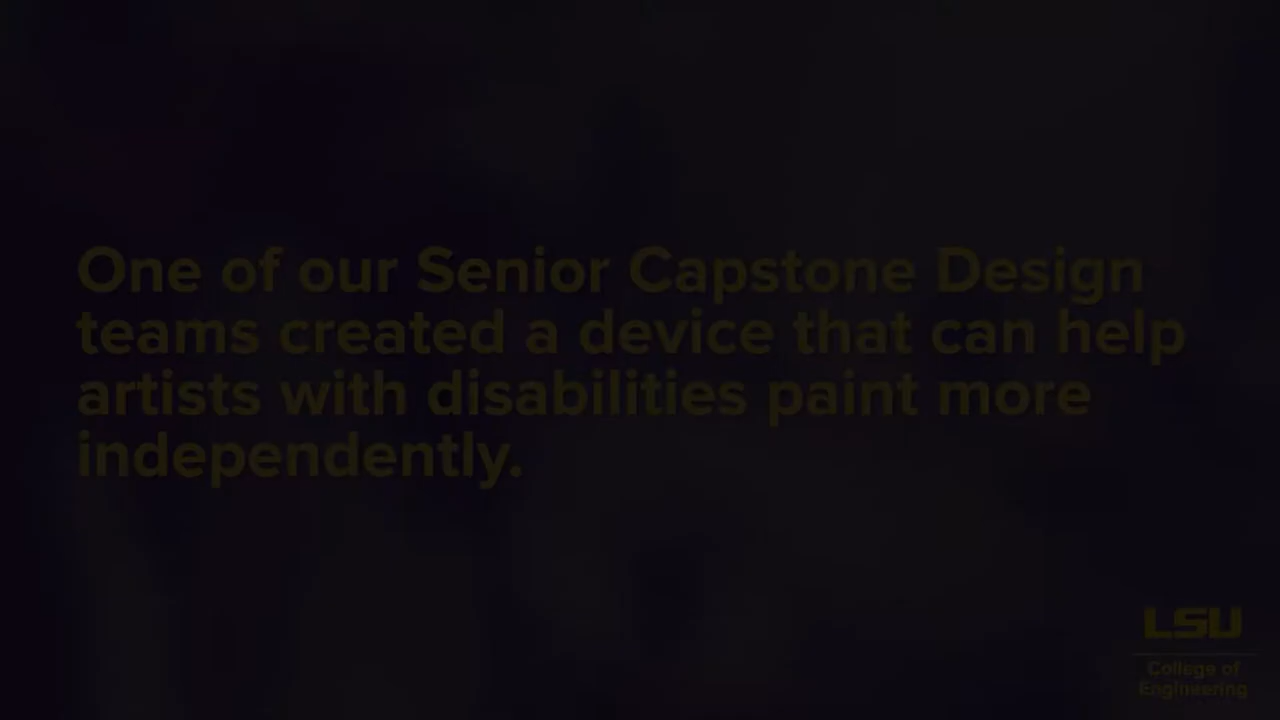 One of our Senior Capstone Design
teams created a device that can help
artists with disabilities paint more
independently.
LSU
College of
Engineering